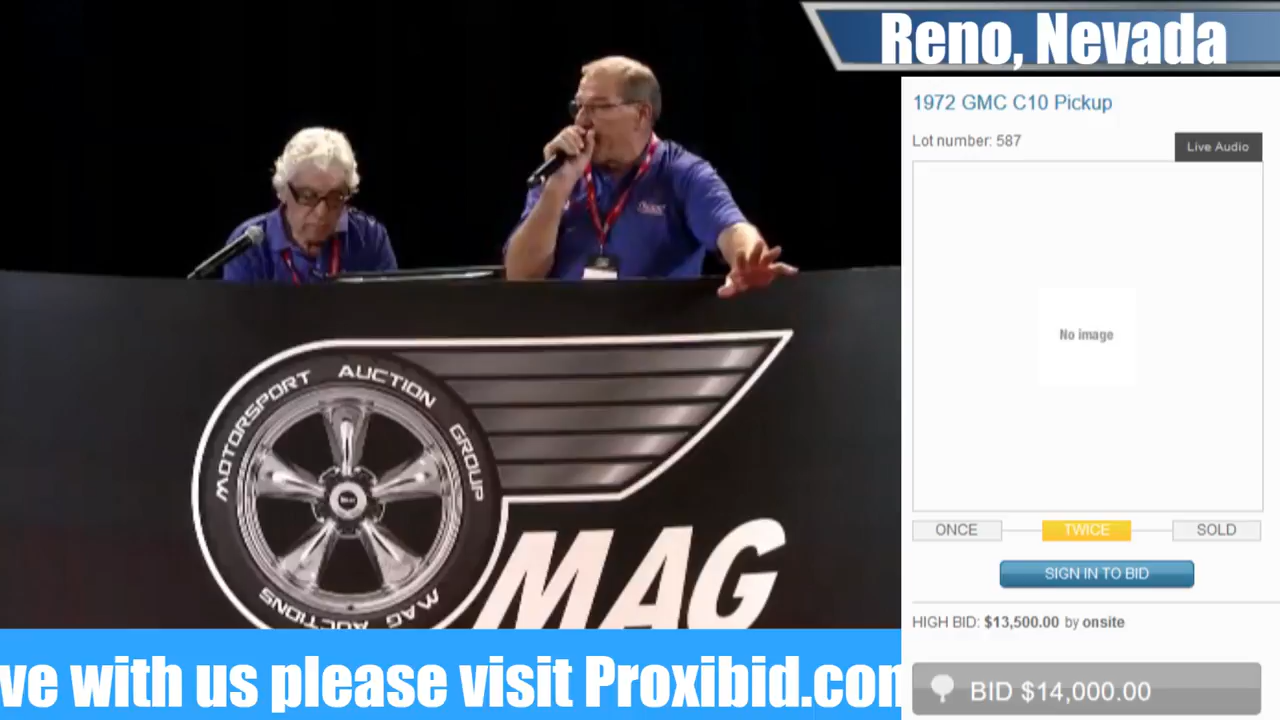 Reno, Nevada
1972 GMC C10 Pickup
Lot number: 587
Live Audio
No image
ONCE
TWICE
SOLD
SIGN IN TO BID
HIGH BID: $13,500.00 by onsite
BID $14,000.00
MOTORSPORT AUCTION GROUP
MAG AUCTIONS
MAG
ve with us please visit Proxibid.com